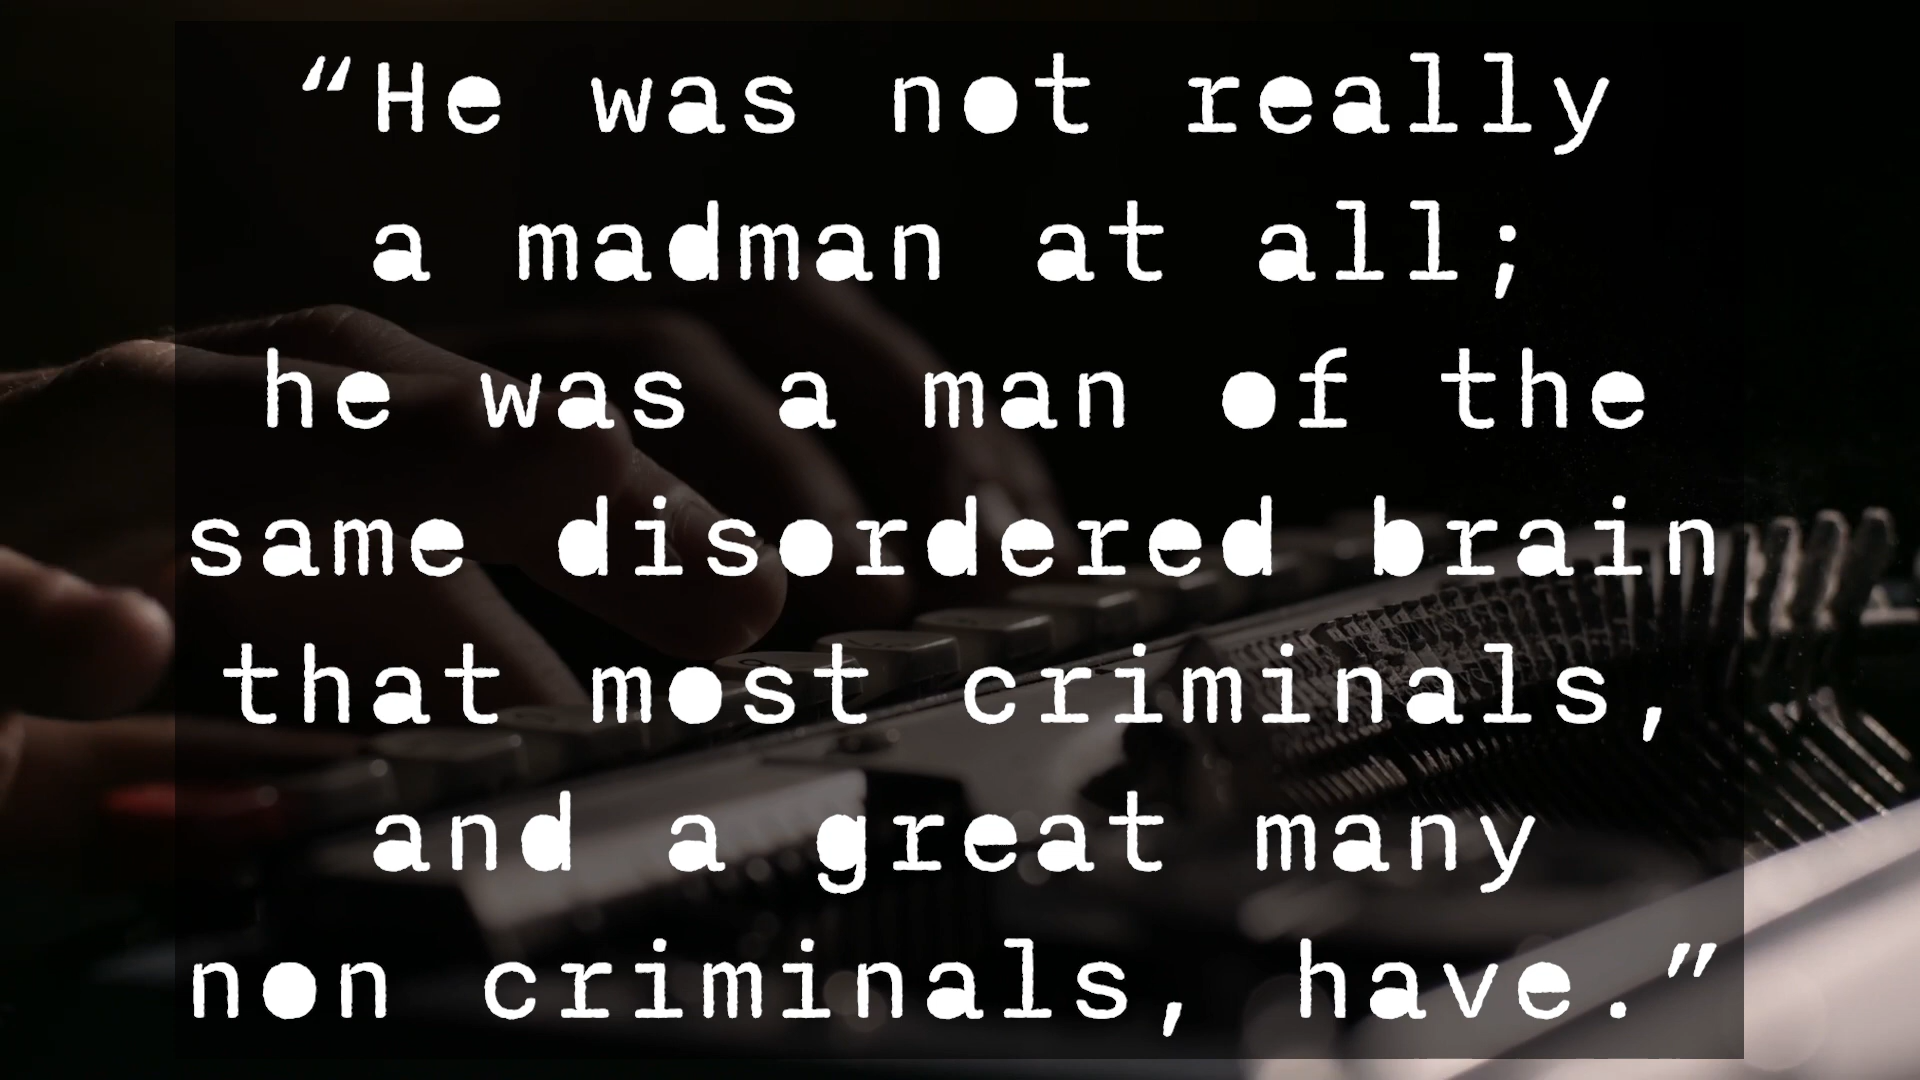 “He was not really
a madman at all;
he was a man of the
same disordered brain
that most criminals,
and a great many
non criminals, have.”